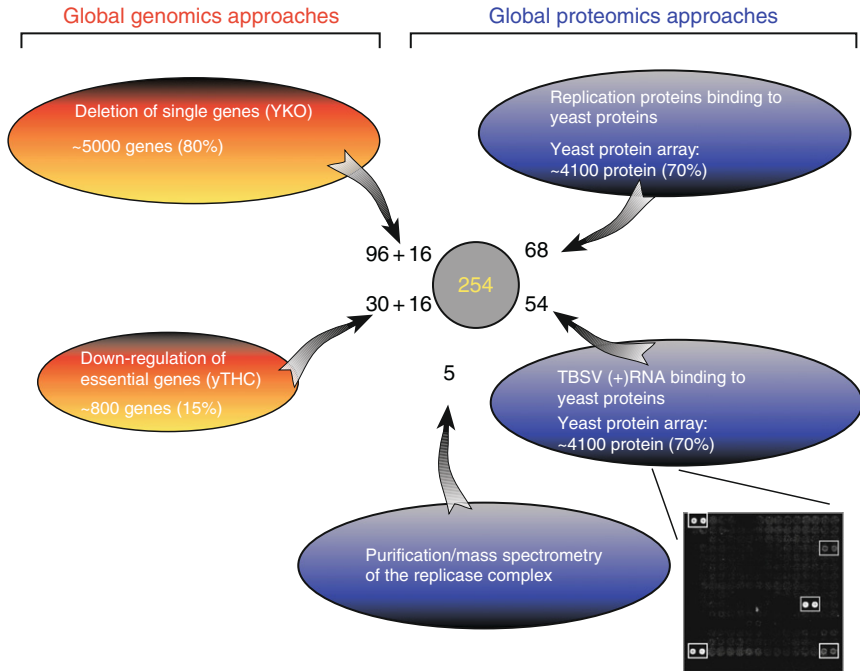 Global genomics approaches
Global proteomics approaches
Deletion of single genes (YKO)
~5000 genes (80%)
Replication proteins binding to
yeast proteins
Yeast protein array:
~4100 protein (70%)
96 + 16
68
254
30 + 16
54
Down-regulation of
essential genes (yTHC)
~800 genes (15%)
5
TBSV (+)RNA binding to
yeast proteins
Yeast protein array:
~4100 protein (70%)
Purification/mass spectrometry
of the replicase complex